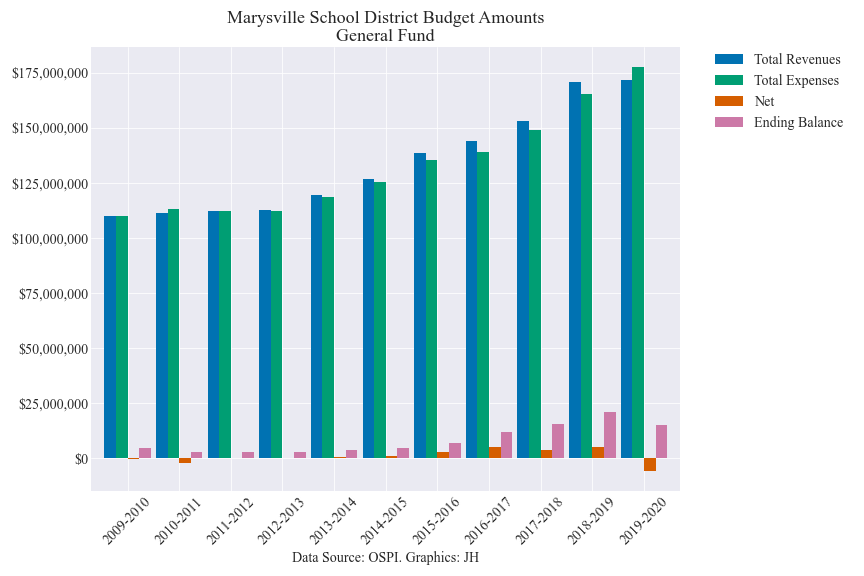 Marysville School District Budget Amounts
General Fund
Total Revenues
Total Expenses
Net
Ending Balance
$175,000,000
$150,000,000
$125,000,000
$100,000,000
$75,000,000
$50,000,000
$25,000,000
$0
2009-2010
2010-2011
2011-2012
2012-2013
2013-2014
2014-2015
2015-2016
2016-2017
2017-2018
2018-2019
2019-2020
Data Source: OSPI. Graphics: JH